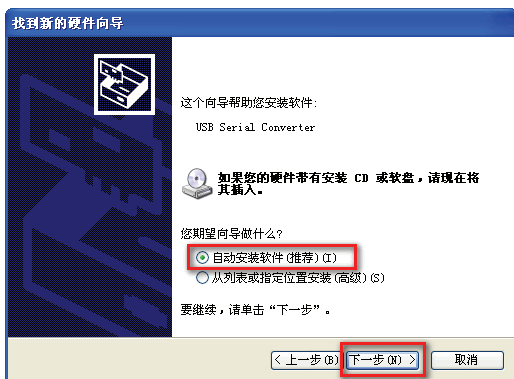 找到新的硬件向导
这个向导帮助您安装软件:
USB Serial Converter
如果您的硬件带有安装 CD 或软盘，请现在将
其插入。
您期望向导做什么?
自动安装软件(推荐)(I)
从列表或指定位置安装(高级)(S)
要继续，请单击“下一步”。
< 上一步(B) 下一步(N) > 取消